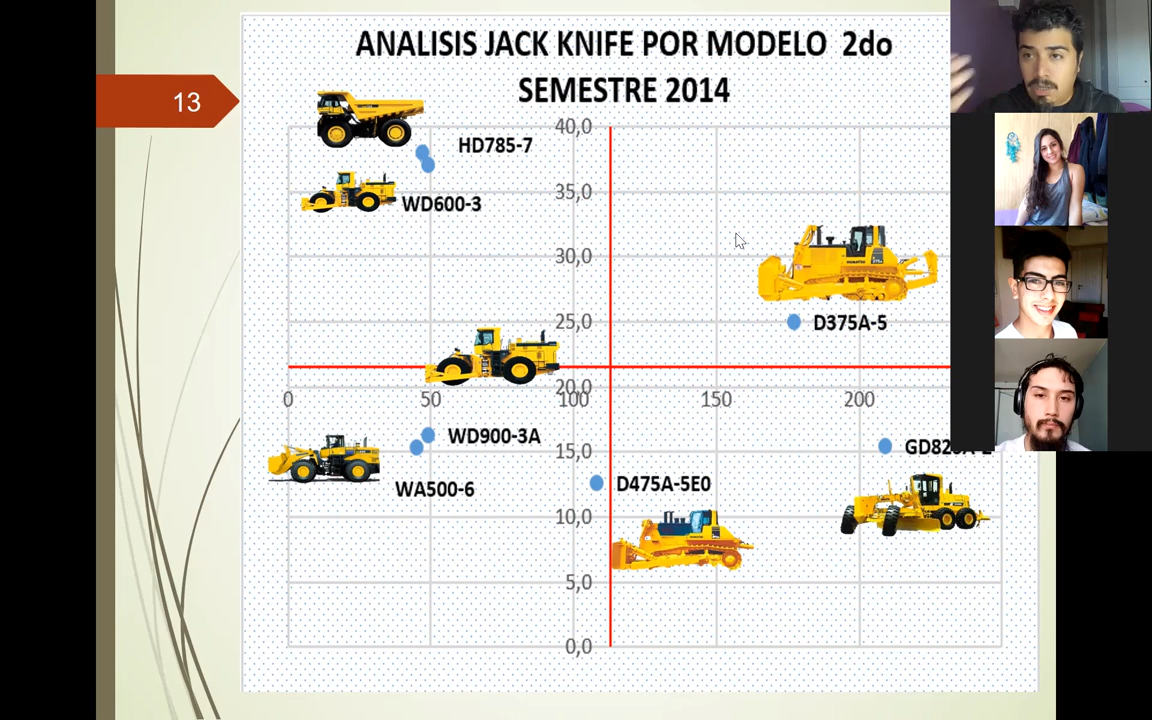 ANALISIS JACK KNIFE POR MODELO 2do
SEMESTRE 2014
13
40,0
HD785-7
35,0
WD600-3
30,0
25,0
D375A-5
20,0
0 50 100 150 200
WD900-3A
15,0
WA500-6
D475A-5E0
10,0
5,0
0,0